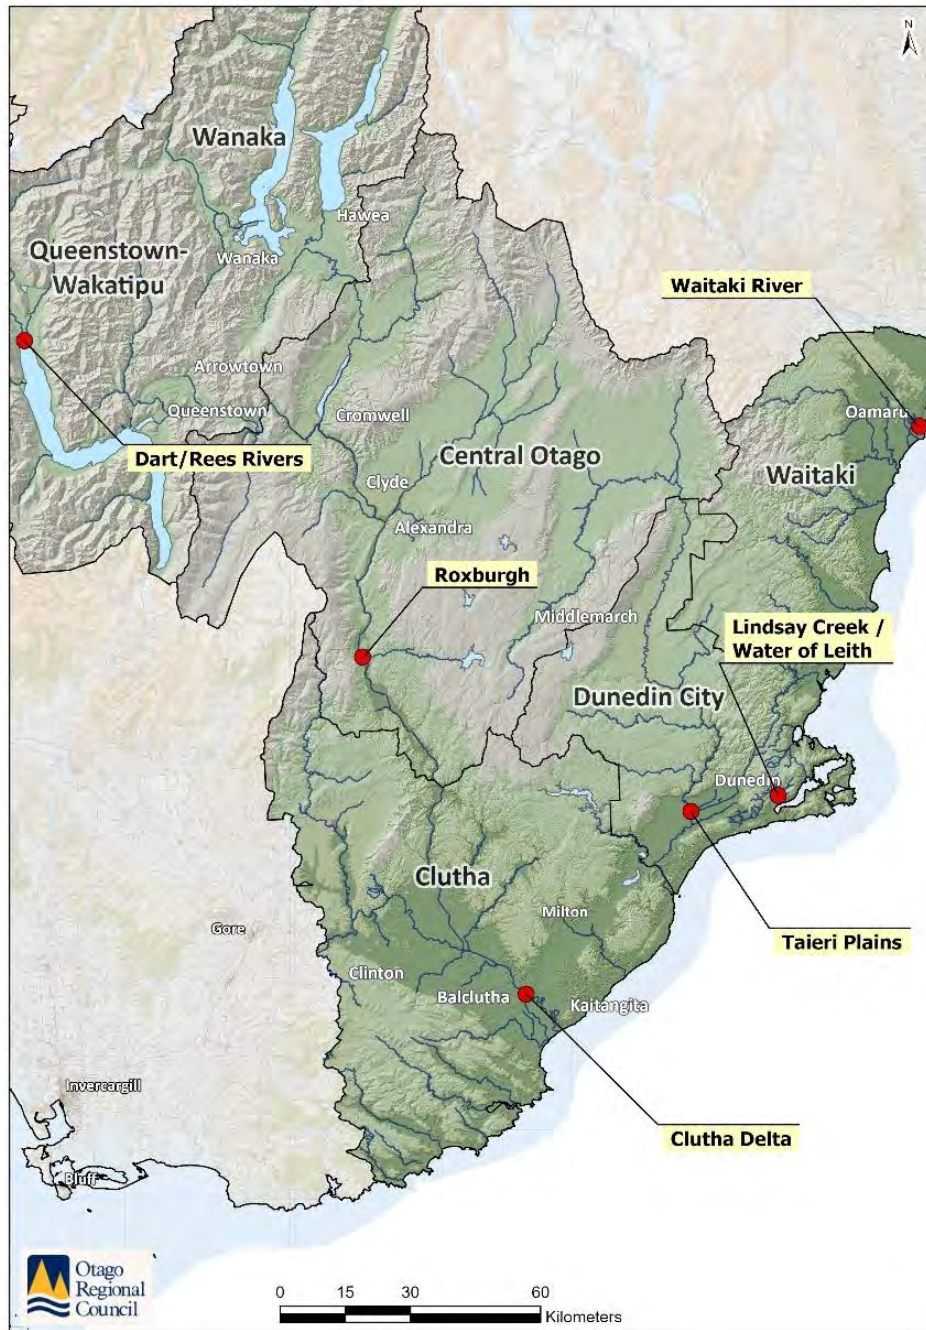 N
Wanaka
Hawea
Queenstown-
Wakatipu
Wanaka
Waitaki River
Arrowtown
Queenstown
Cromwell
Oamaru
Dart/Rees Rivers
Central Otago
Waitaki
Clyde
Alexandra
Roxburgh
Middlemarch
Lindsay Creek /
Water of Leith
Dunedin City
Dunedin
Clutha
Milton
Gore
Taieri Plains
Clinton
Balclutha
Kaitangita
Invercargill
Clutha Delta
Bluff
Otago
Regional
Council
0 15 30 60
Kilometers